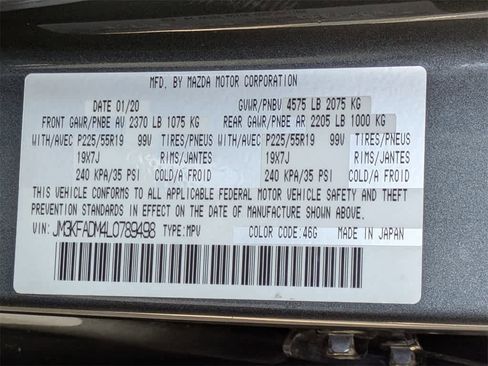 MFD. BY MAZDA MOTOR CORPORATION
DATE 01/20 GVWR/PNBV 4575 LB 2075 KG
FRONT GAWR/PNBE AV 2370 LB 1075 KG REAR GAWR/PNBE AR 2205 LB 1000 KG
WITH/AVEC P225/55R19 99V TIRES/PNEUS WITH/AVEC P225/55R19 99V TIRES/PNEUS
19X7J RIMS/JANTES 19X7J RIMS/JANTES
240 KPA/35 PSI COLD/A FROID 240 KPA/35 PSI COLD/A FROID
THIS VEHICLE CONFORMS TO ALL APPLICABLE FEDERAL MOTOR VEHICLE SAFETY AND THEFT
PREVENTION STANDARDS IN EFFECT ON THE DATE OF MANUFACTURE SHOWN ABOVE.
VIN: JM3KFADM4L0789498 TYPE:MPV COLOR CODE:46G MADE IN JAPAN